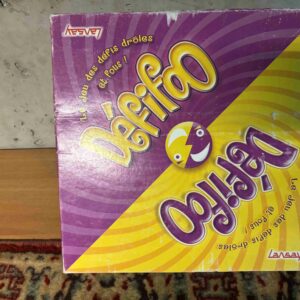 Lansay
Le jeu des défis drôles
et fous !
Défifoo
Défifoo
Le jeu des défis drôles
et fous !
Lansay